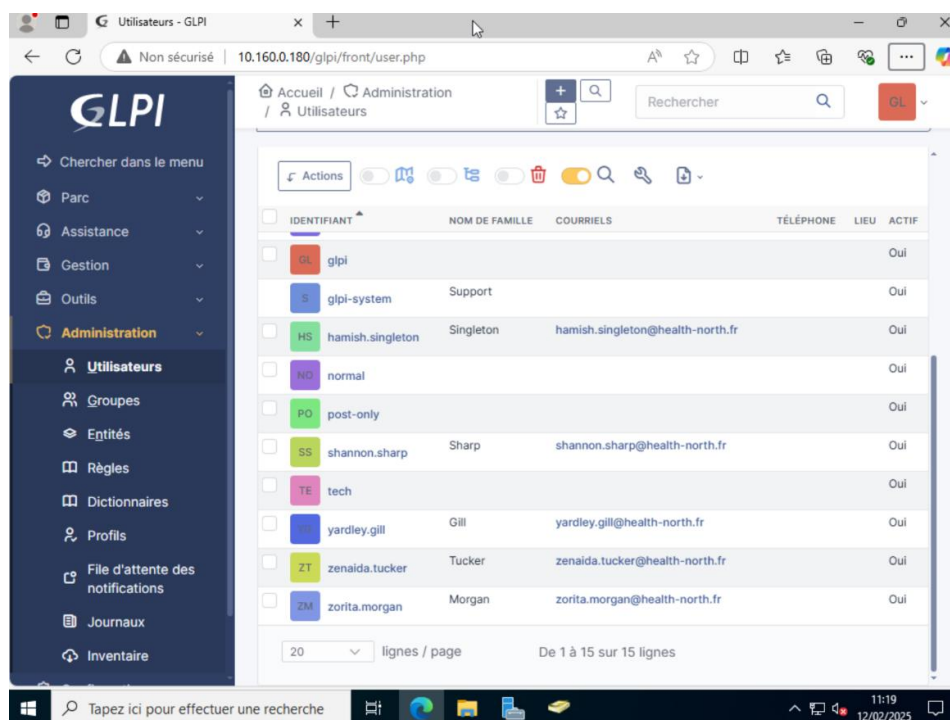 Utilisateurs - GLPI
Non sécurisé 10.160.0.180/glpi/front/user.php
GLPI
Chercher dans le menu
Parc
Assistance
Gestion
Outils
Administration
Utilisateurs
Groupes
Entités
Règles
Dictionnaires
Profils
File d'attente des
notifications
Journaux
Inventaire
Accueil / Administration
/ Utilisateurs
Rechercher
GL
Actions
IDENTIFIANT NOM DE FAMILLE COURRIELS TÉLÉPHONE LIEU ACTIF
GL glpi Oui
S glpi-system Support Oui
HS hamish.singleton Singleton hamish.singleton@health-north.fr Oui
NO normal Oui
PO post-only Oui
SS shannon.sharp Sharp shannon.sharp@health-north.fr Oui
TE tech Oui
yardley.gill Gill yardley.gill@health-north.fr Oui
ZT zenaida.tucker Tucker zenaida.tucker@health-north.fr Oui
ZM zorita.morgan Morgan zorita.morgan@health-north.fr Oui
20 lignes / page De 1 à 15 sur 15 lignes
Tapez ici pour effectuer une recherche
11:19
12/02/2025